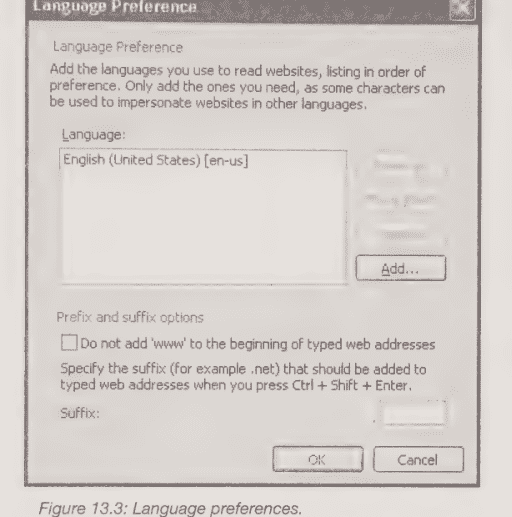 Language Preference
Language Preference
Add the languages you use to read websites, listing in order of
preference. Only add the ones you need, as some characters can
be used to impersonate websites in other languages.
Language:
English (United States) [en-us]
Add...
Prefix and suffix options
Do not add 'www' to the beginning of typed web addresses
Specify the suffix (for example .net) that should be added to
typed web addresses when you press Ctrl + Shift + Enter.
Suffix:
OK Cancel
Figure 13.3: Language preferences.